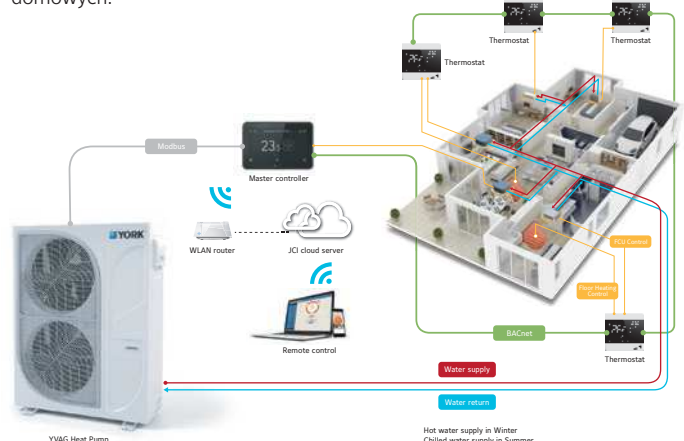 domowych.
Thermostat
Thermostat
Thermostat
Modbus
23.5
Master controller
YORK
WLAN router
JCI cloud server
FCU Control
Floor Heating
Control
BACnet
Remote control
Thermostat
Water supply
Water return
YVAG Heat Pump
Hot water supply in Winter
Chilled water supply in Summer